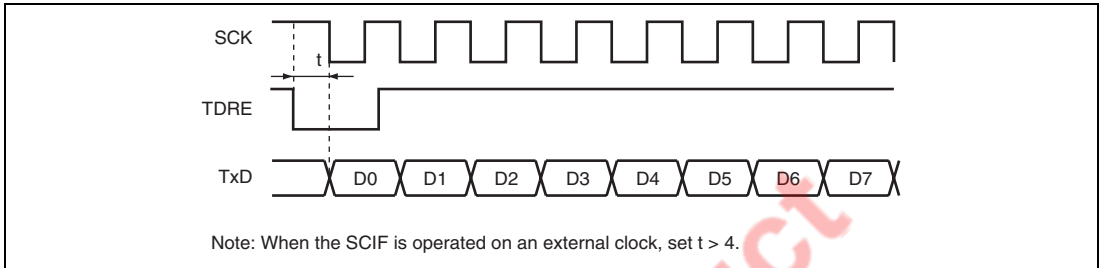 SCK
t
TDRE
TxD D0 D1 D2 D3 D4 D5 D6 D7
Note: When the SCIF is operated on an external clock, set t > 4.